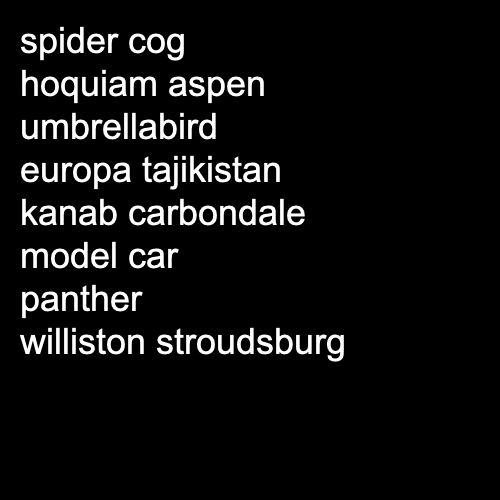 spider cog
hoquiam aspen
umbrellabird
europa tajikistan
kanab carbondale
model car
panther
williston stroudsburg